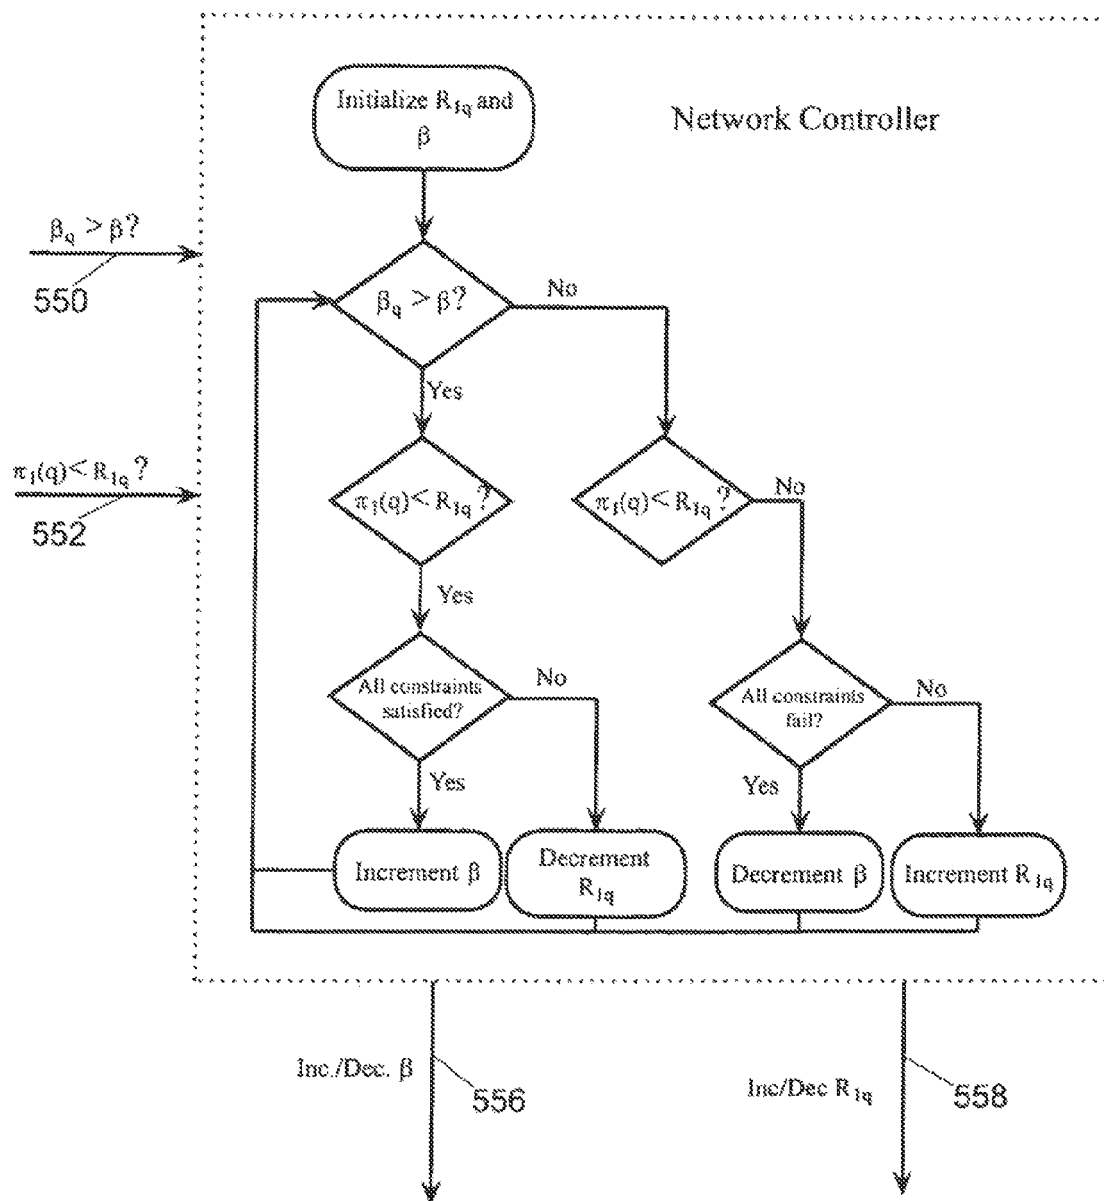 Initialize R1q and
β
Network Controller
βq > β?
550
βq > β?
No
Yes
π1(q) < R1q ?
552
π1(q) < R1q ?
π1(q) < R1q ?
No
Yes
All constraints
satisfied?
No
All constraints
fail?
No
Yes
Yes
Increment β
Decrement
R1q
Decrement β
Increment R1q
Inc./Dec. β
556
Inc/Dec R1q
558